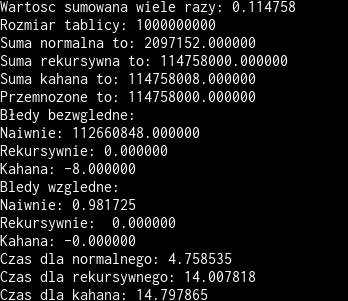 Wartosc sumowana wiele razy: 0.114758
Rozmiar tablicy: 1000000000
Suma normalna to: 2097152.000000
Suma rekursywna to: 114758000.000000
Suma kahana to: 114758008.000000
Przemnozone to: 114758000.000000
Błedy bezwgledne:
Naiwnie: 112660848.000000
Rekursywnie: 0.000000
Kahana: -8.000000
Bledy wzgledne:
Naiwnie: 0.981725
Rekursywnie:  0.000000
Kahana: -0.000000
Czas dla normalnego: 4.758535
Czas dla rekursywnego: 14.007818
Czas dla kahana: 14.797865